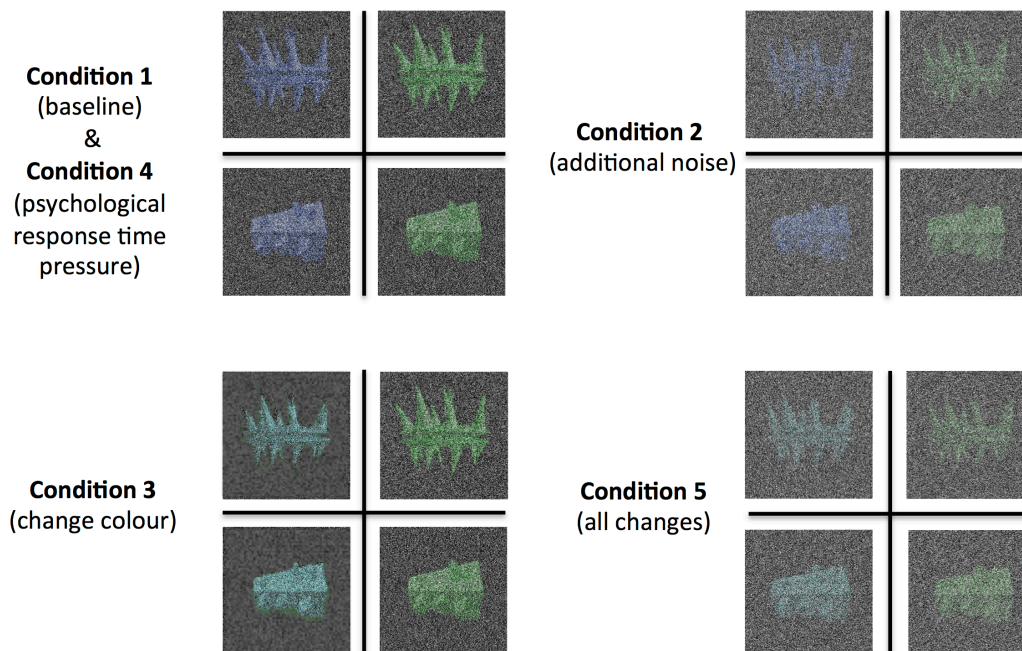 Condition 1
(baseline)
&
Condition 4
(psychological
response time
pressure)
Condition 2
(additional noise)
Condition 3
(change colour)
Condition 5
(all changes)